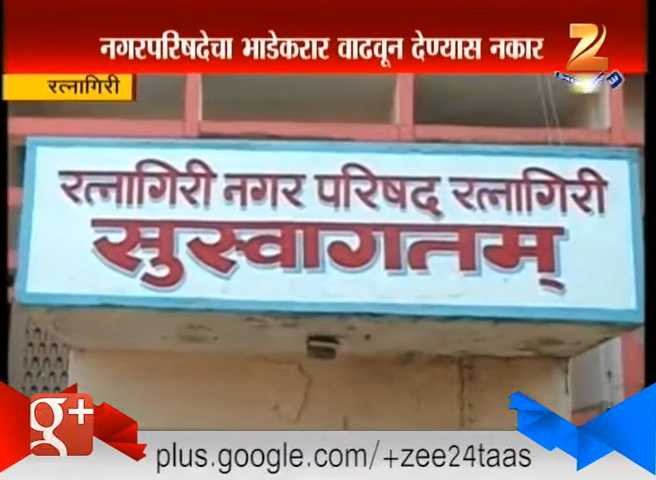 नगरपरिषदेचा भाडेकरार वाढवून देण्यास नकार
रत्नागिरी
रत्नागिरी नगर परिषद रत्नागिरी
सुस्वागतम्
g+
plus.google.com/+zee24taas